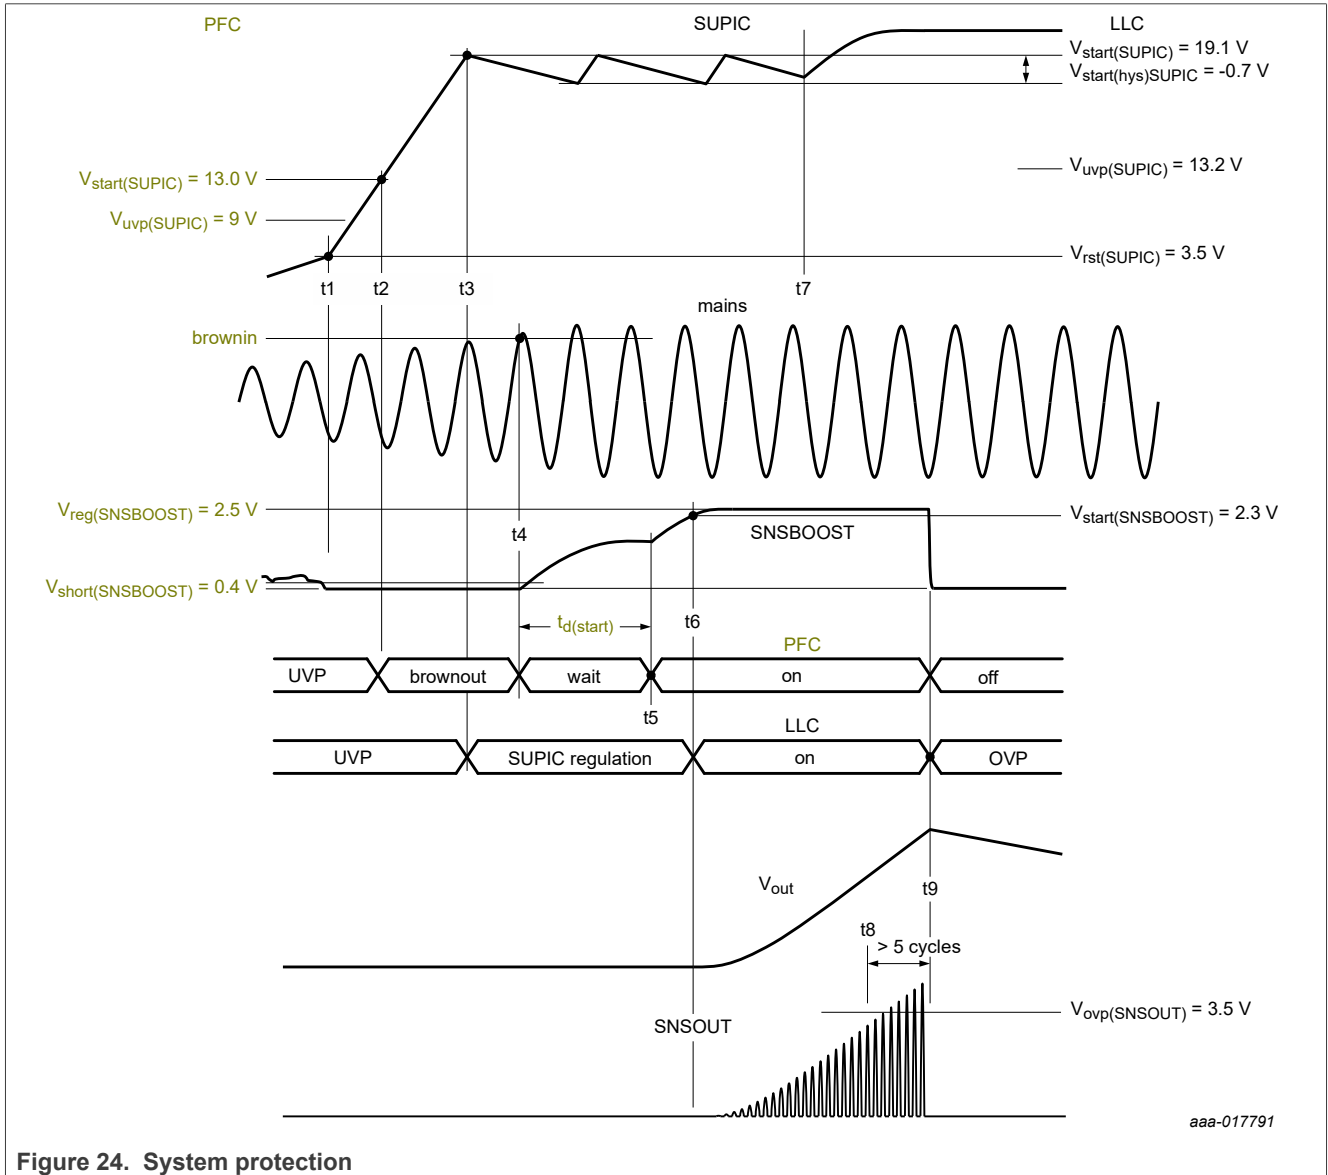 PFC
SUPIC
LLC
Vstart(SUPIC) = 19.1 V
Vstart(hys)SUPIC = -0.7 V
Vstart(SUPIC) = 13.0 V
Vuvp(SUPIC) = 13.2 V
Vuvp(SUPIC) = 9 V
Vrst(SUPIC) = 3.5 V
t1
t2
t3
t7
mains
brownin
Vreg(SNSBOOST) = 2.5 V
Vstart(SNSBOOST) = 2.3 V
t4
SNSBOOST
Vshort(SNSBOOST) = 0.4 V
td(start)
t6
PFC
UVP
brownout
wait
on
off
t5
LLC
UVP
SUPIC regulation
on
OVP
Vout
t9
t8
> 5 cycles
SNSOUT
Vovp(SNSOUT) = 3.5 V
aaa-017791
Figure 24. System protection